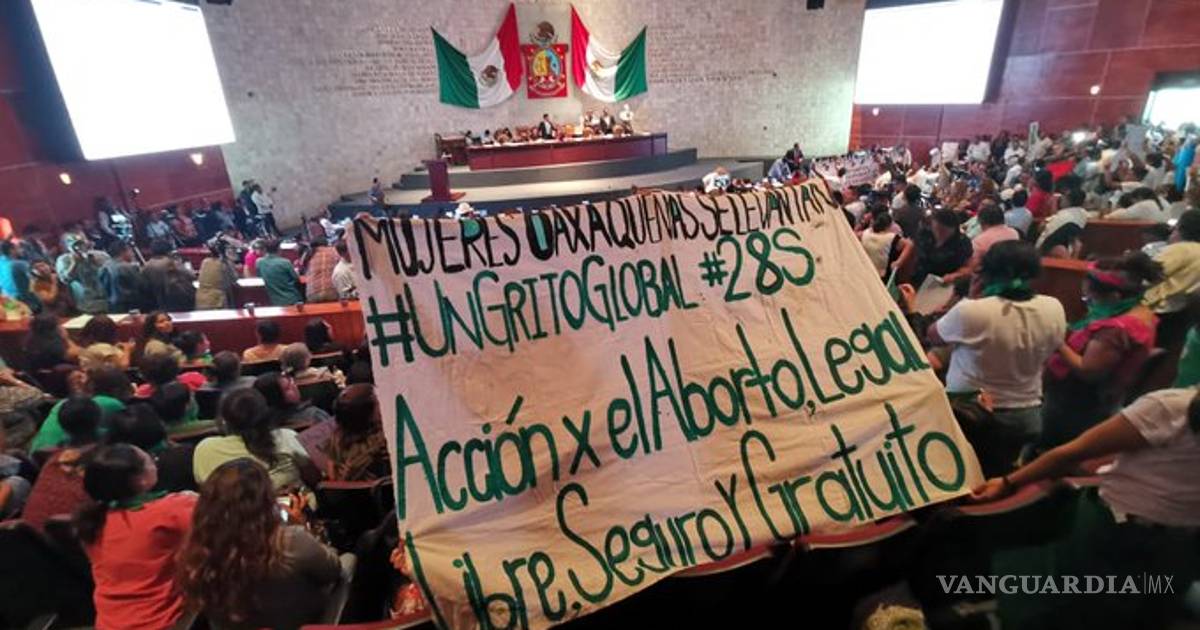 MUJERES OAXAQUEÑAS SE LEVANTAN
#UNGRITOGLOBAL #28S
Acción x el Aborto, Legal
Libre, Seguro Y Gratuito
VANGUARDIA|MX